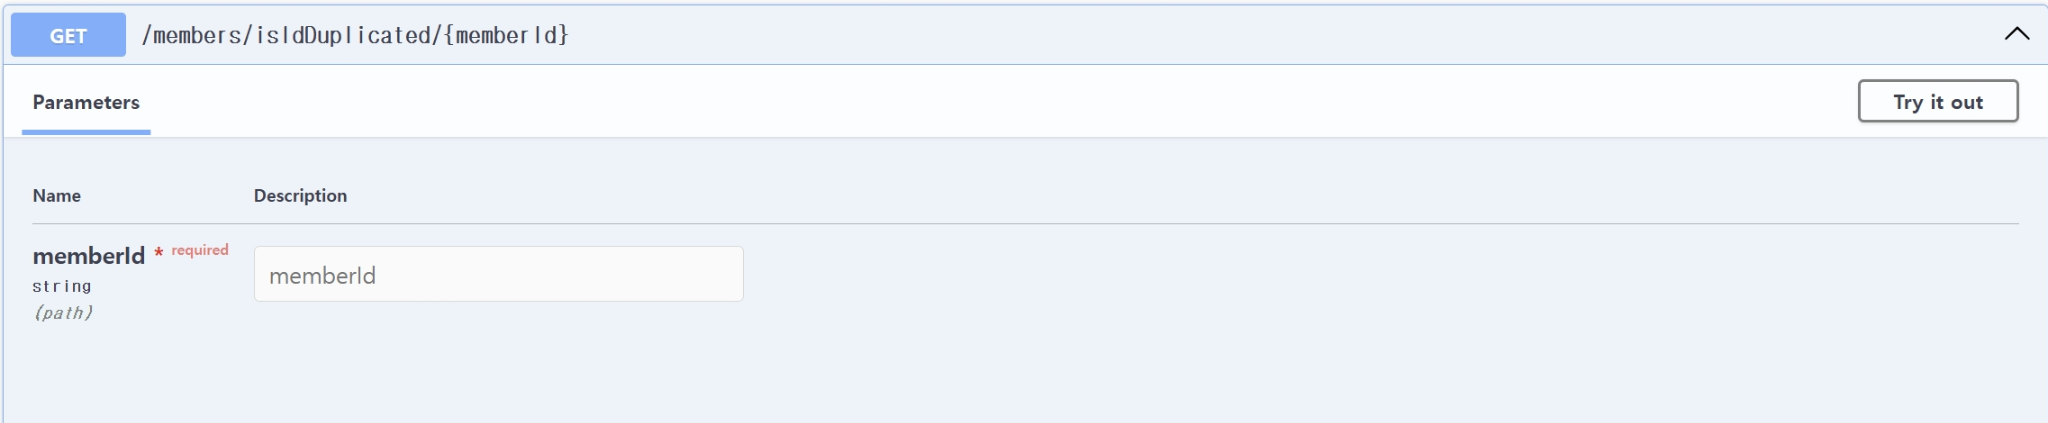 GET /members/isIdDuplicated/{memberId}
Parameters
Try it out
Name Description
memberId * required
memberId
string
(path)